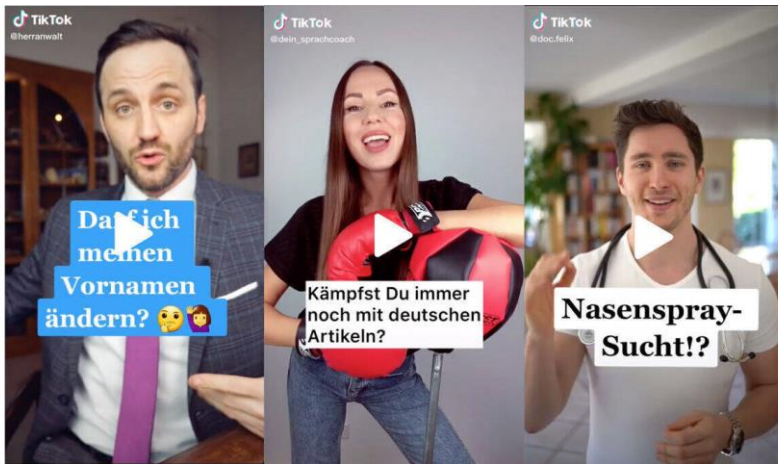 TikTok
@herranwalt
Darf ich
meinen
Vornamen
ändern? 🤔🙋‍♀️
TikTok
@dein_sprachcoach
Kämpfst Du immer
noch mit deutschen
Artikeln?
TikTok
@doc.felix
Nasenspray-
Sucht!?